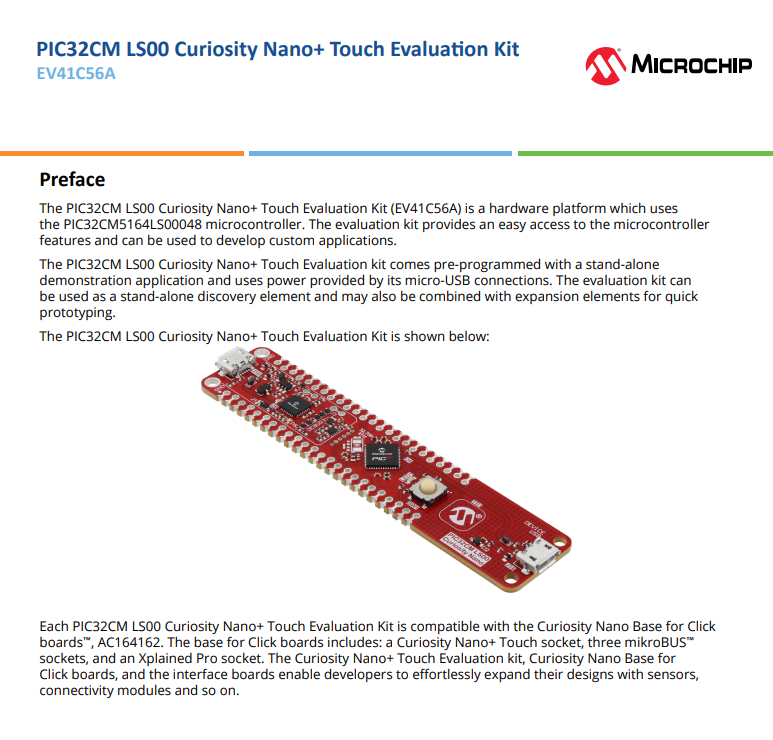 PIC32CM LS00 Curiosity Nano+ Touch Evaluation Kit
EV41C56A
MICROCHIP
Preface
The PIC32CM LS00 Curiosity Nano+ Touch Evaluation Kit (EV41C56A) is a hardware platform which uses
the PIC32CM5164LS00048 microcontroller. The evaluation kit provides an easy access to the microcontroller
features and can be used to develop custom applications.
The PIC32CM LS00 Curiosity Nano+ Touch Evaluation kit comes pre-programmed with a stand-alone
demonstration application and uses power provided by its micro-USB connections. The evaluation kit can
be used as a stand-alone discovery element and may also be combined with expansion elements for quick
prototyping.
The PIC32CM LS00 Curiosity Nano+ Touch Evaluation Kit is shown below:
MICROCHIP
PIC
DEVICE
USB
PIC32CM LS00
Curiosity Nano
Each PIC32CM LS00 Curiosity Nano+ Touch Evaluation Kit is compatible with the Curiosity Nano Base for Click
boards™, AC164162. The base for Click boards includes: a Curiosity Nano+ Touch socket, three mikroBUS™
sockets, and an Xplained Pro socket. The Curiosity Nano+ Touch Evaluation kit, Curiosity Nano Base for
Click boards, and the interface boards enable developers to effortlessly expand their designs with sensors,
connectivity modules and so on.